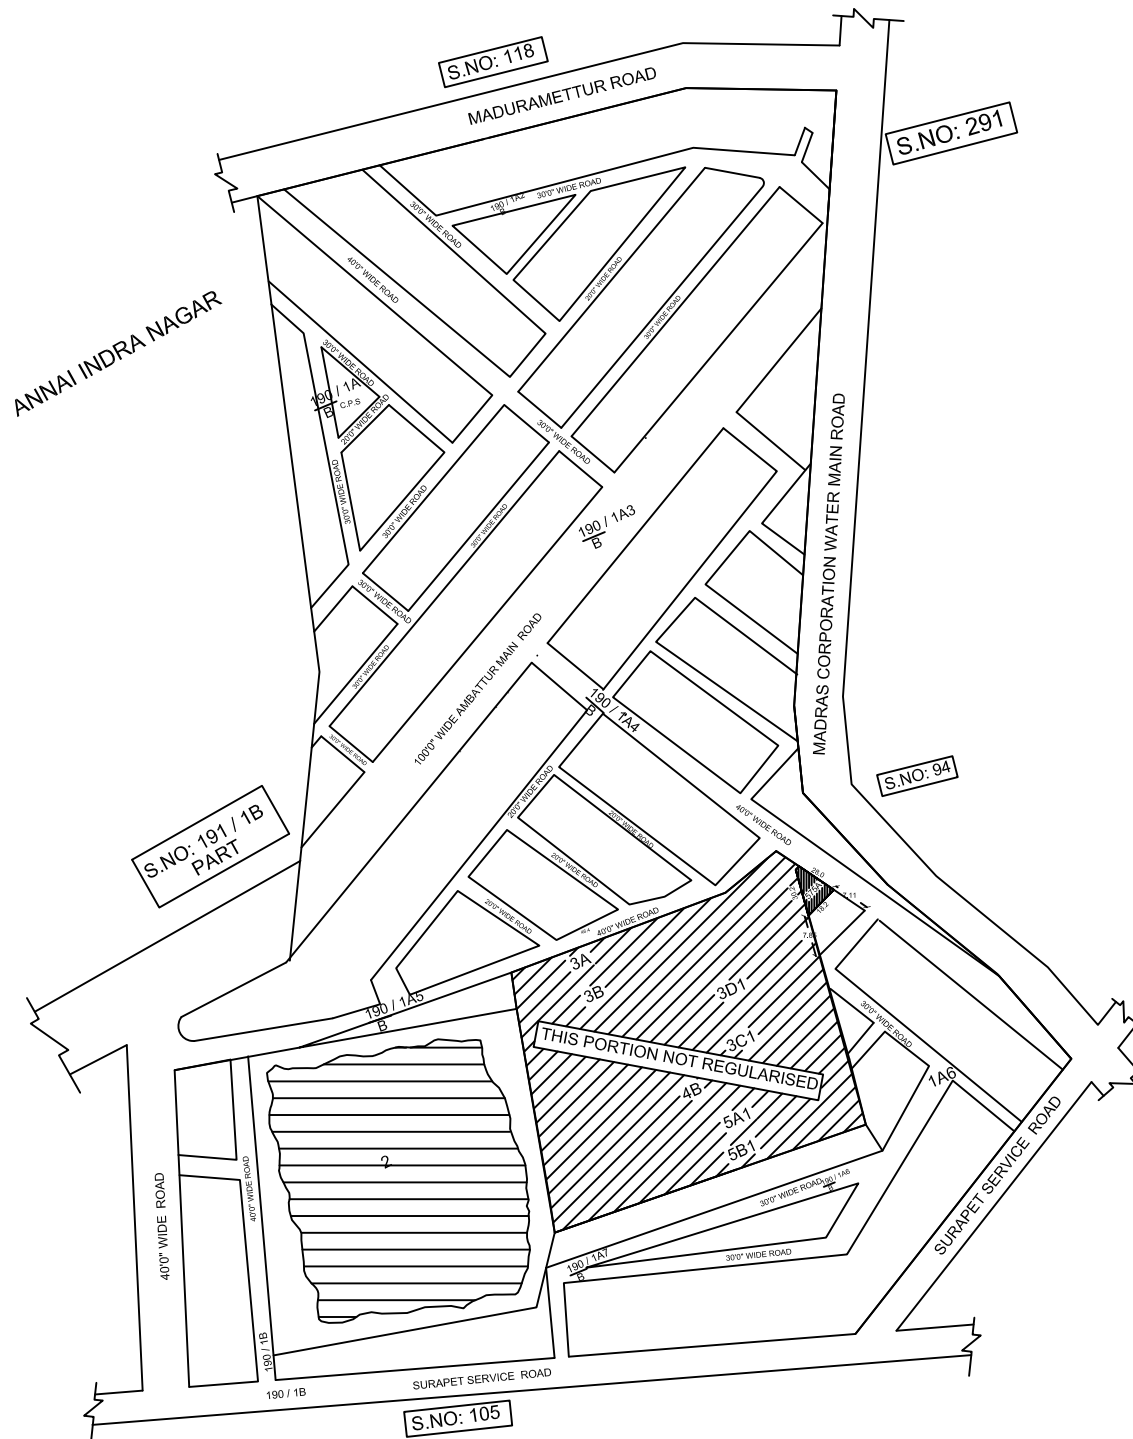 S.NO: 118
MADURAMETTUR ROAD
S.NO: 291
190 / 1A2
B
30'0" WIDE ROAD
30'0" WIDE ROAD
40'0" WIDE ROAD
20'0" WIDE ROAD
30'0" WIDE ROAD
ANNAI INDRA NAGAR
30'0" WIDE ROAD
190 / 1A
B
C.P.S
20'0" WIDE ROAD
30'0" WIDE ROAD
30'0" WIDE ROAD
30'0" WIDE ROAD
30'0" WIDE ROAD
190 / 1A3
B
MADRAS CORPORATION WATER MAIN ROAD
30'0" WIDE ROAD
30'0" WIDE ROAD
100'0" WIDE AMBATTUR MAIN ROAD
190 / 1A4
B
30'0" WIDE ROAD
S.NO: 94
S.NO: 191 / 1B
PART
20'0" WIDE ROAD
20'0" WIDE ROAD
40'0" WIDE ROAD
20'0" WIDE ROAD
20'0" WIDE ROAD
40'0" WIDE ROAD
28.0
7.11
18.2
3A
3B
3D1
190 / 1A5
B
30'0" WIDE ROAD
3C1
THIS PORTION NOT REGULARISED
4B
1A6
5A1
5B1
2
SURAPET SERVICE ROAD
40'0" WIDE ROAD
40'0" WIDE ROAD
30'0" WIDE ROAD
190 / 1A6
B
30'0" WIDE ROAD
190 / 1A7
B
190 / 1B
190 / 1B
SURAPET SERVICE ROAD
S.NO: 105